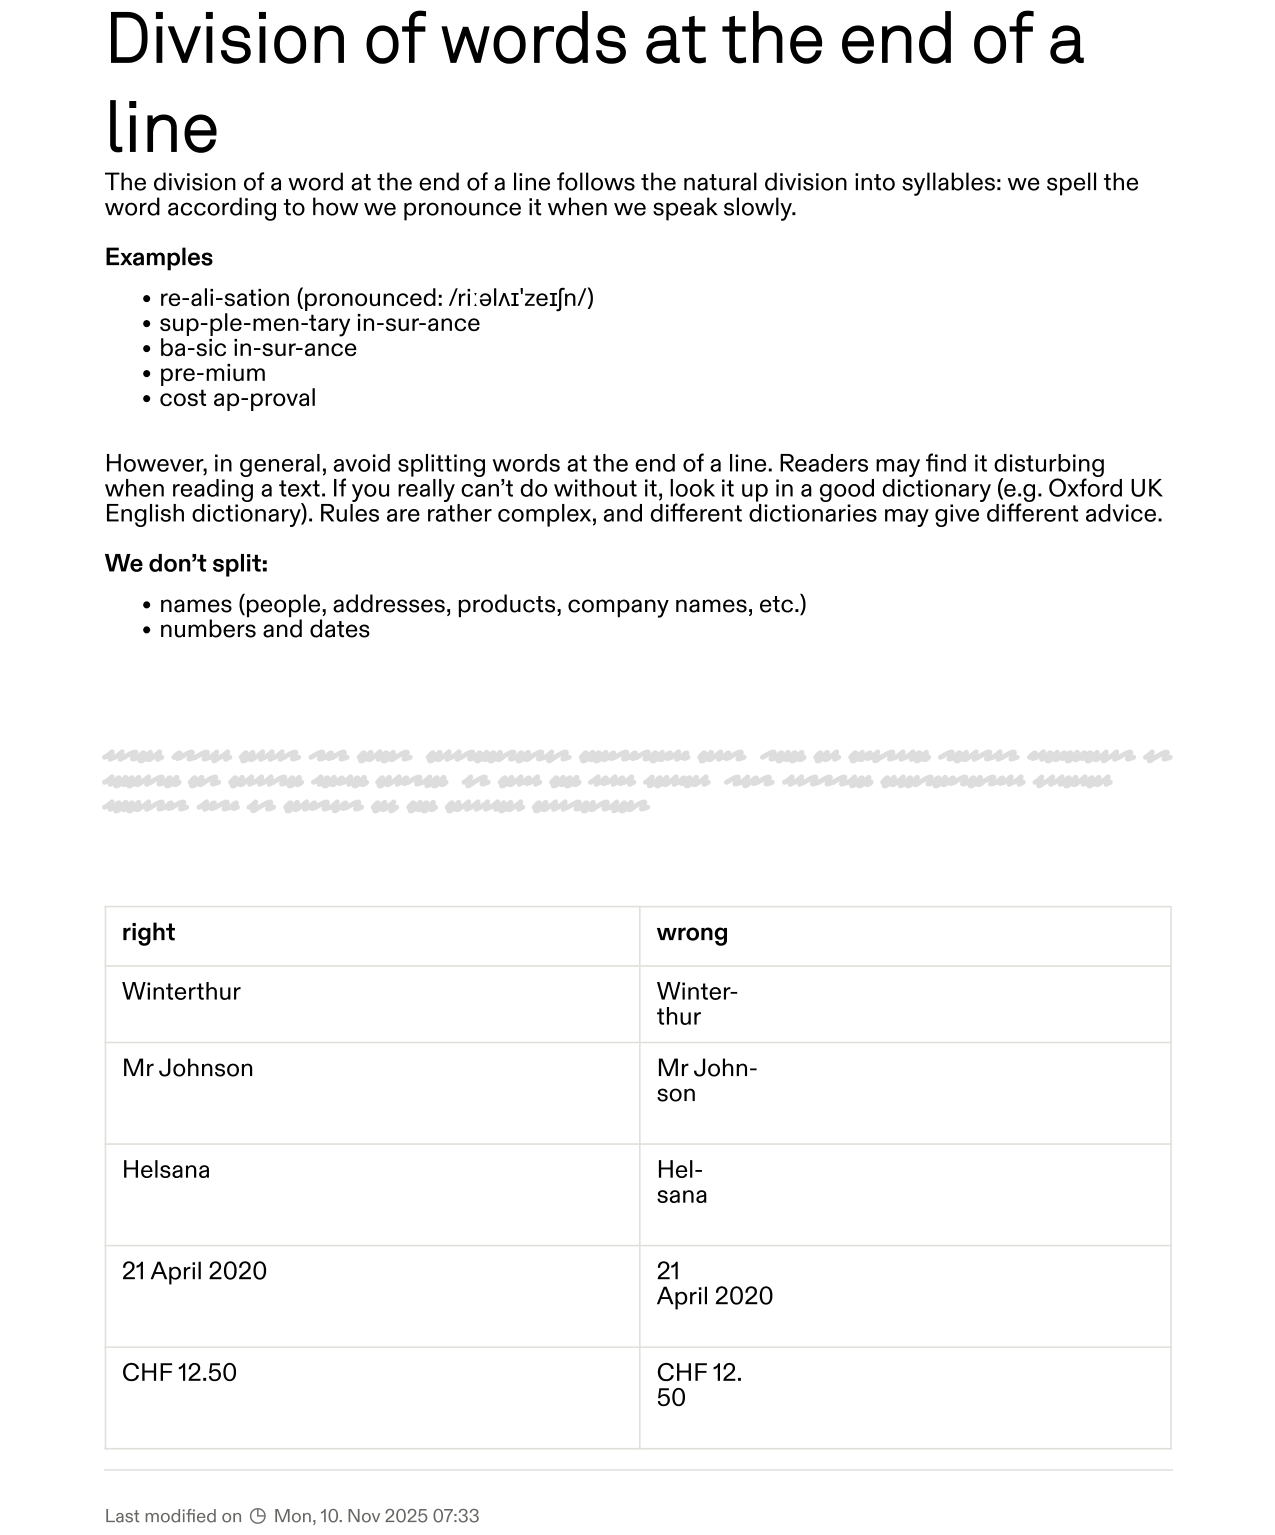 Division of words at the end of a
line
The division of a word at the end of a line follows the natural division into syllables: we spell the
word according to how we pronounce it when we speak slowly.
Examples
• re-ali-sation (pronounced: /riːəlʌɪˈzeɪʃn/)
• sup-ple-men-tary in-sur-ance
• ba-sic in-sur-ance
• pre-mium
• cost ap-proval
However, in general, avoid splitting words at the end of a line. Readers may find it disturbing
when reading a text. If you really can’t do without it, look it up in a good dictionary (e.g. Oxford UK
English dictionary). Rules are rather complex, and different dictionaries may give different advice.
We don’t split:
• names (people, addresses, products, company names, etc.)
• numbers and dates
right wrong
Winterthur Winter-
thur
Mr Johnson Mr John-
son
Helsana Hel-
sana
21 April 2020 21
April 2020
CHF 12.50 CHF 12.
50
Last modified on Mon, 10. Nov 2025 07:33